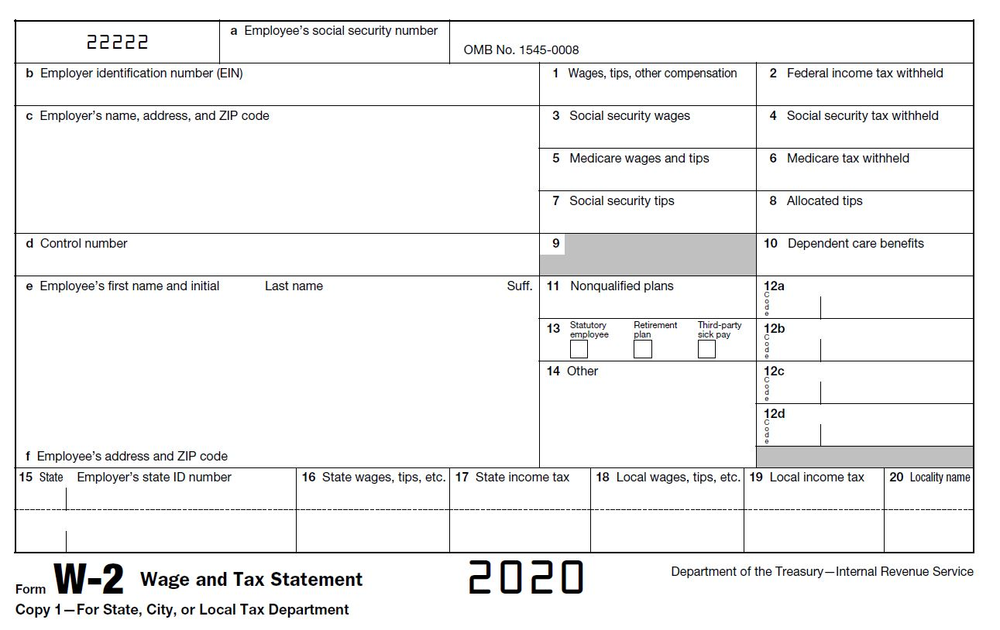 22222
a Employee's social security number
OMB No. 1545-0008
b Employer identification number (EIN)
1 Wages, tips, other compensation
2 Federal income tax withheld
c Employer's name, address, and ZIP code
3 Social security wages
4 Social security tax withheld
5 Medicare wages and tips
6 Medicare tax withheld
7 Social security tips
8 Allocated tips
d Control number
9
10 Dependent care benefits
e Employee's first name and initial
Last name
Suff.
11 Nonqualified plans
12a
Code
13
Statutory
employee
Retirement
plan
Third-party
sick pay
12b
Code
14 Other
12c
Code
12d
Code
f Employee's address and ZIP code
15 State
Employer's state ID number
16 State wages, tips, etc.
17 State income tax
18 Local wages, tips, etc.
19 Local income tax
20 Locality name
Form W-2 Wage and Tax Statement
2020
Department of the Treasury—Internal Revenue Service
Copy 1—For State, City, or Local Tax Department